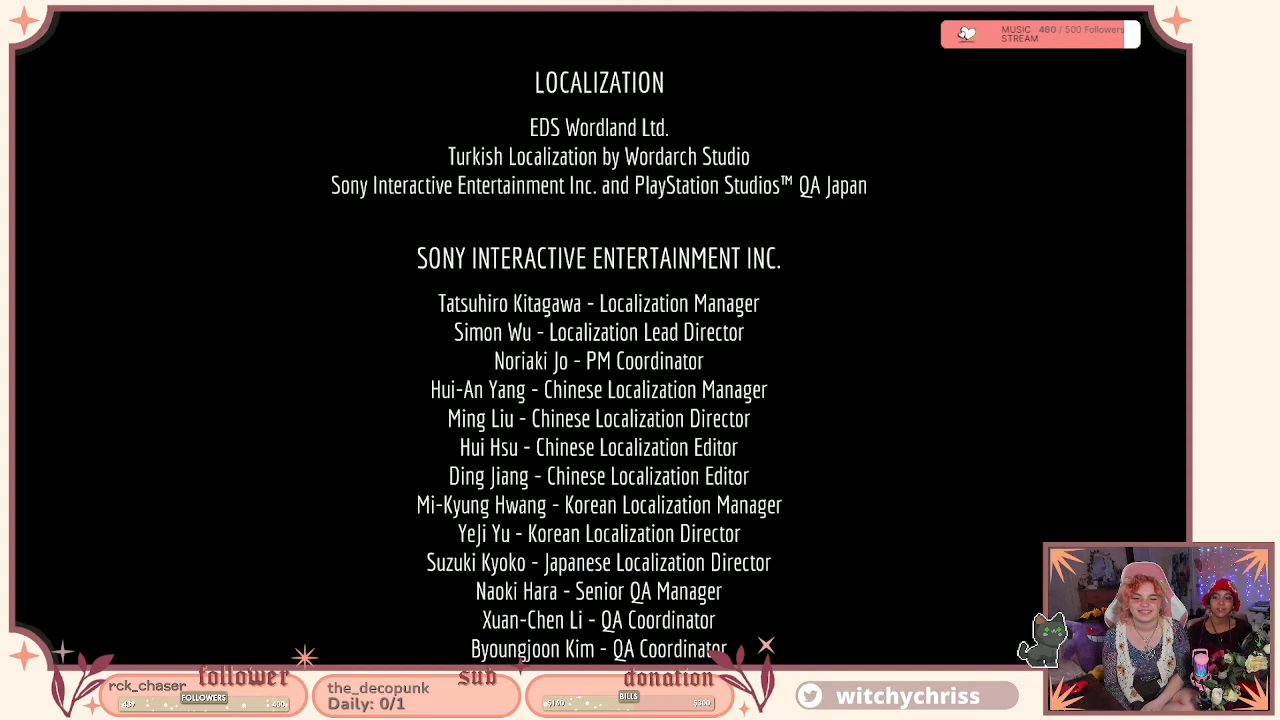 MUSIC STREAM 460 / 500 Followers
LOCALIZATION
EDS Wordland Ltd.
Turkish Localization by Wordarch Studio
Sony Interactive Entertainment Inc. and PlayStation Studios™ QA Japan
SONY INTERACTIVE ENTERTAINMENT INC.
Tatsuhiro Kitagawa - Localization Manager
Simon Wu - Localization Lead Director
Noriaki Jo - PM Coordinator
Hui-An Yang - Chinese Localization Manager
Ming Liu - Chinese Localization Director
Hui Hsu - Chinese Localization Editor
Ding Jiang - Chinese Localization Editor
Mi-Kyung Hwang - Korean Localization Manager
YeJi Yu - Korean Localization Director
Suzuki Kyoko - Japanese Localization Director
Naoki Hara - Senior QA Manager
Xuan-Chen Li - QA Coordinator
Byoungjoon Kim - QA Coordinator
follower
rck_chaser
FOLLOWERS
sub
the_decopunk
Daily: 0/1
donation
BILLS
$160 $300
witchychriss